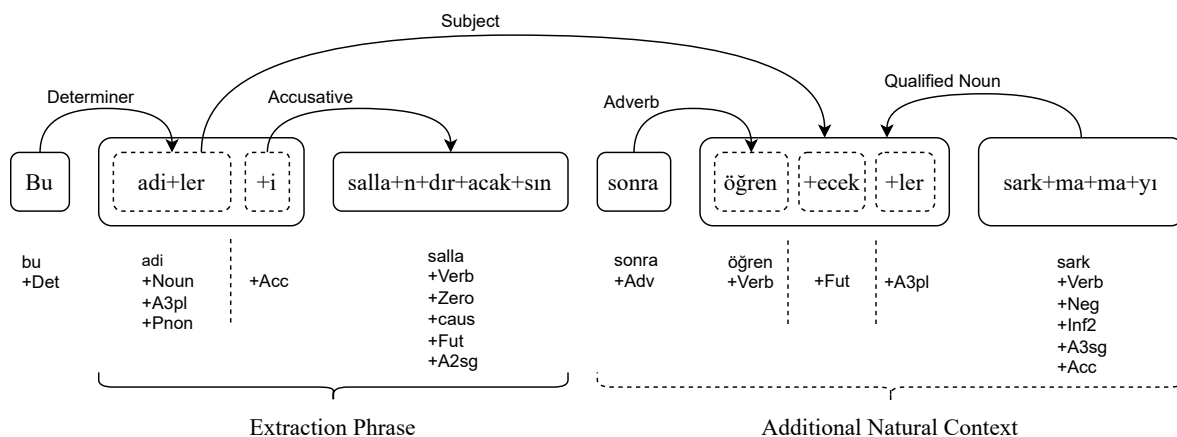 Subject
Determiner Accusative Adverb Qualified Noun
Bu adi+ler +i salla+n+dır+acak+sın sonra öğren +ecek +ler sark+ma+ma+yı
bu adi +Acc salla sonra öğren +Fut +A3pl sark
+Det +Noun +Verb +Adv +Verb +Verb
+A3pl +Zero +Neg
+Pnon +caus +Inf2
+Fut +A3sg
+A2sg +Acc
Extraction Phrase Additional Natural Context